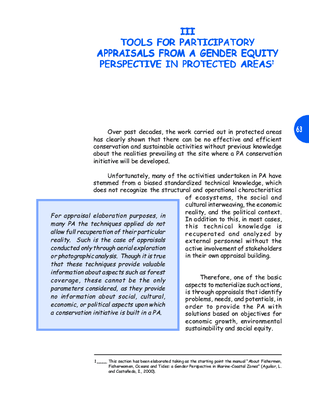 III
TOOLS FOR PARTICIPATORY
APPRAISALS FROM A GENDER EQUITY
PERSPECTIVE IN PROTECTED AREAS¹
63
Over past decades, the work carried out in protected areas
has clearly shown that there can be no effective and efficient
conservation and sustainable activities without previous knowledge
about the realities prevailing at the site where a PA conservation
initiative will be developed.
Unfortunately, many of the activities undertaken in PA have
stemmed from a biased standardized technical knowledge, which
does not recognize the structural and operational characteristics
of ecosystems, the social and
cultural interweaving, the economic
reality, and the political context.
In addition to this, in most cases,
this technical knowledge is
recuperated and analyzed by
external personnel without the
active involvement of stakeholders
in their own appraisal building.
For appraisal elaboration purposes, in
many PA the techniques applied do not
allow full recuperation of their particular
reality. Such is the case of appraisals
conducted only through aerial exploration
or photographic analysis. Though it is true
that these techniques provide valuable
information about aspects such as forest
coverage, these cannot be the only
parameters considered, as they provide
no information about social, cultural,
economic, or political aspects upon which
a conservation initiative is built in a PA.
Therefore, one of the basic
aspects to materialize such actions,
is through appraisals that identify
problems, needs, and potentials, in
order to provide the PA with
solutions based on objectives for
economic growth, environmental
sustainability and social equity.
1____ This section has been elaborated taking as the starting point the manual "About Fishermen,
Fisherwomen, Oceans and Tides: a Gender Perspective in Marine-Coastal Zones" (Aguilar, L.
and Castañeda, I., 2000).